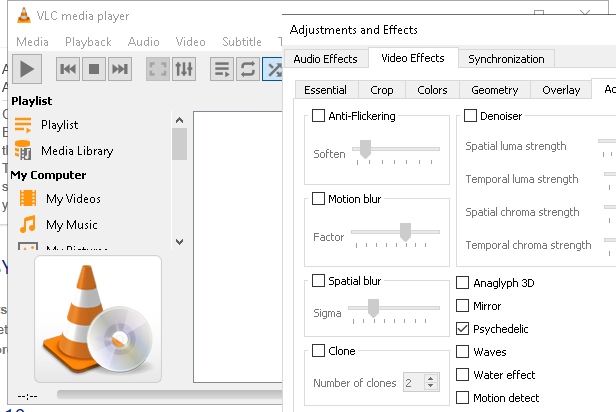 VLC media player
Media Playback Audio Video Subtitle
Playlist
Playlist
Media Library
My Computer
My Videos
My Music
My Pictures
--:--
Adjustments and Effects
Audio Effects Video Effects Synchronization
Essential Crop Colors Geometry Overlay
Anti-Flickering
Soften
Motion blur
Factor
Spatial blur
Sigma
Clone
Number of clones 2
Denoiser
Spatial luma strength
Temporal luma strength
Spatial chroma strength
Temporal chroma strength
Anaglyph 3D
Mirror
Psychedelic
Waves
Water effect
Motion detect